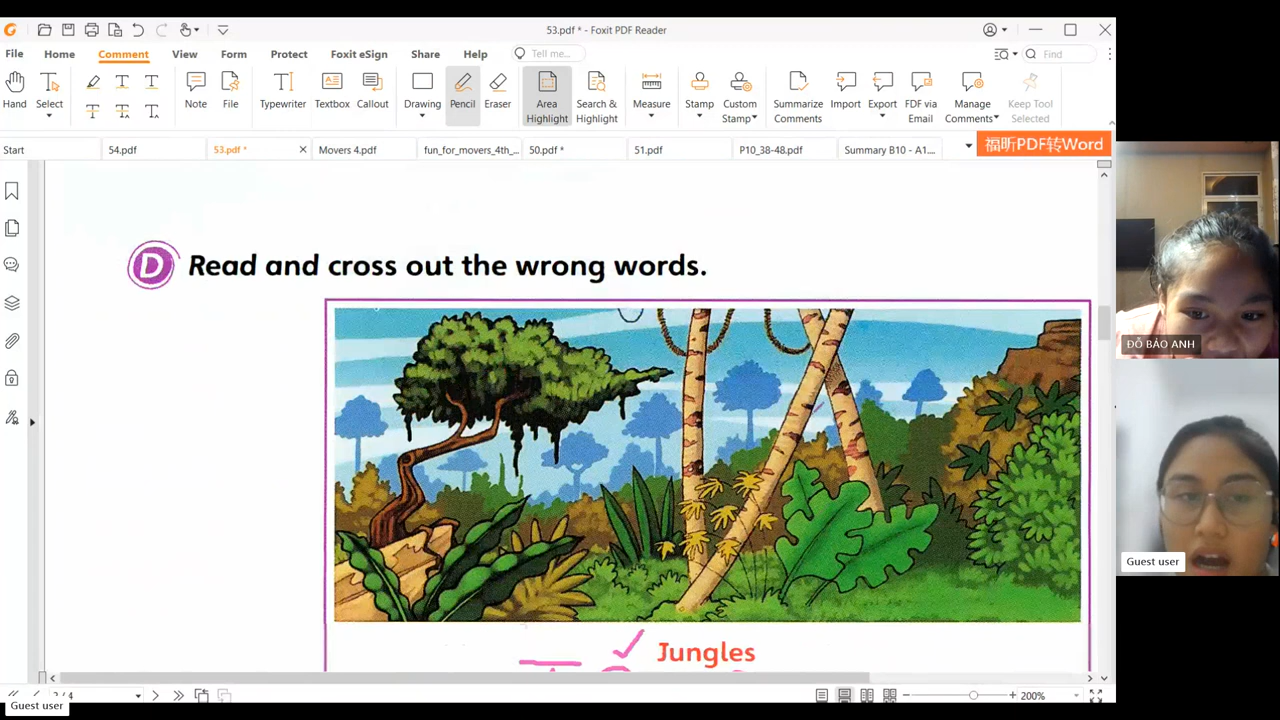 53.pdf * - Foxit PDF Reader
File Home Comment View Form Protect Foxit eSign Share Help Tell me... Find
Hand Select Note File Typewriter Textbox Callout Drawing Pencil Eraser Area Highlight Search & Highlight Measure Stamp Custom Stamp Summarize Comments Import Export FDF via Email Manage Comments Keep Tool Selected
Start 54.pdf 53.pdf * Movers 4.pdf fun_for_movers_4th_... 50.pdf * 51.pdf P10_38-48.pdf Summary B10 - A1.... 福昕PDF转Word
D Read and cross out the wrong words.
ĐỖ BẢO ANH
Guest user
Jungles
200%
Guest user